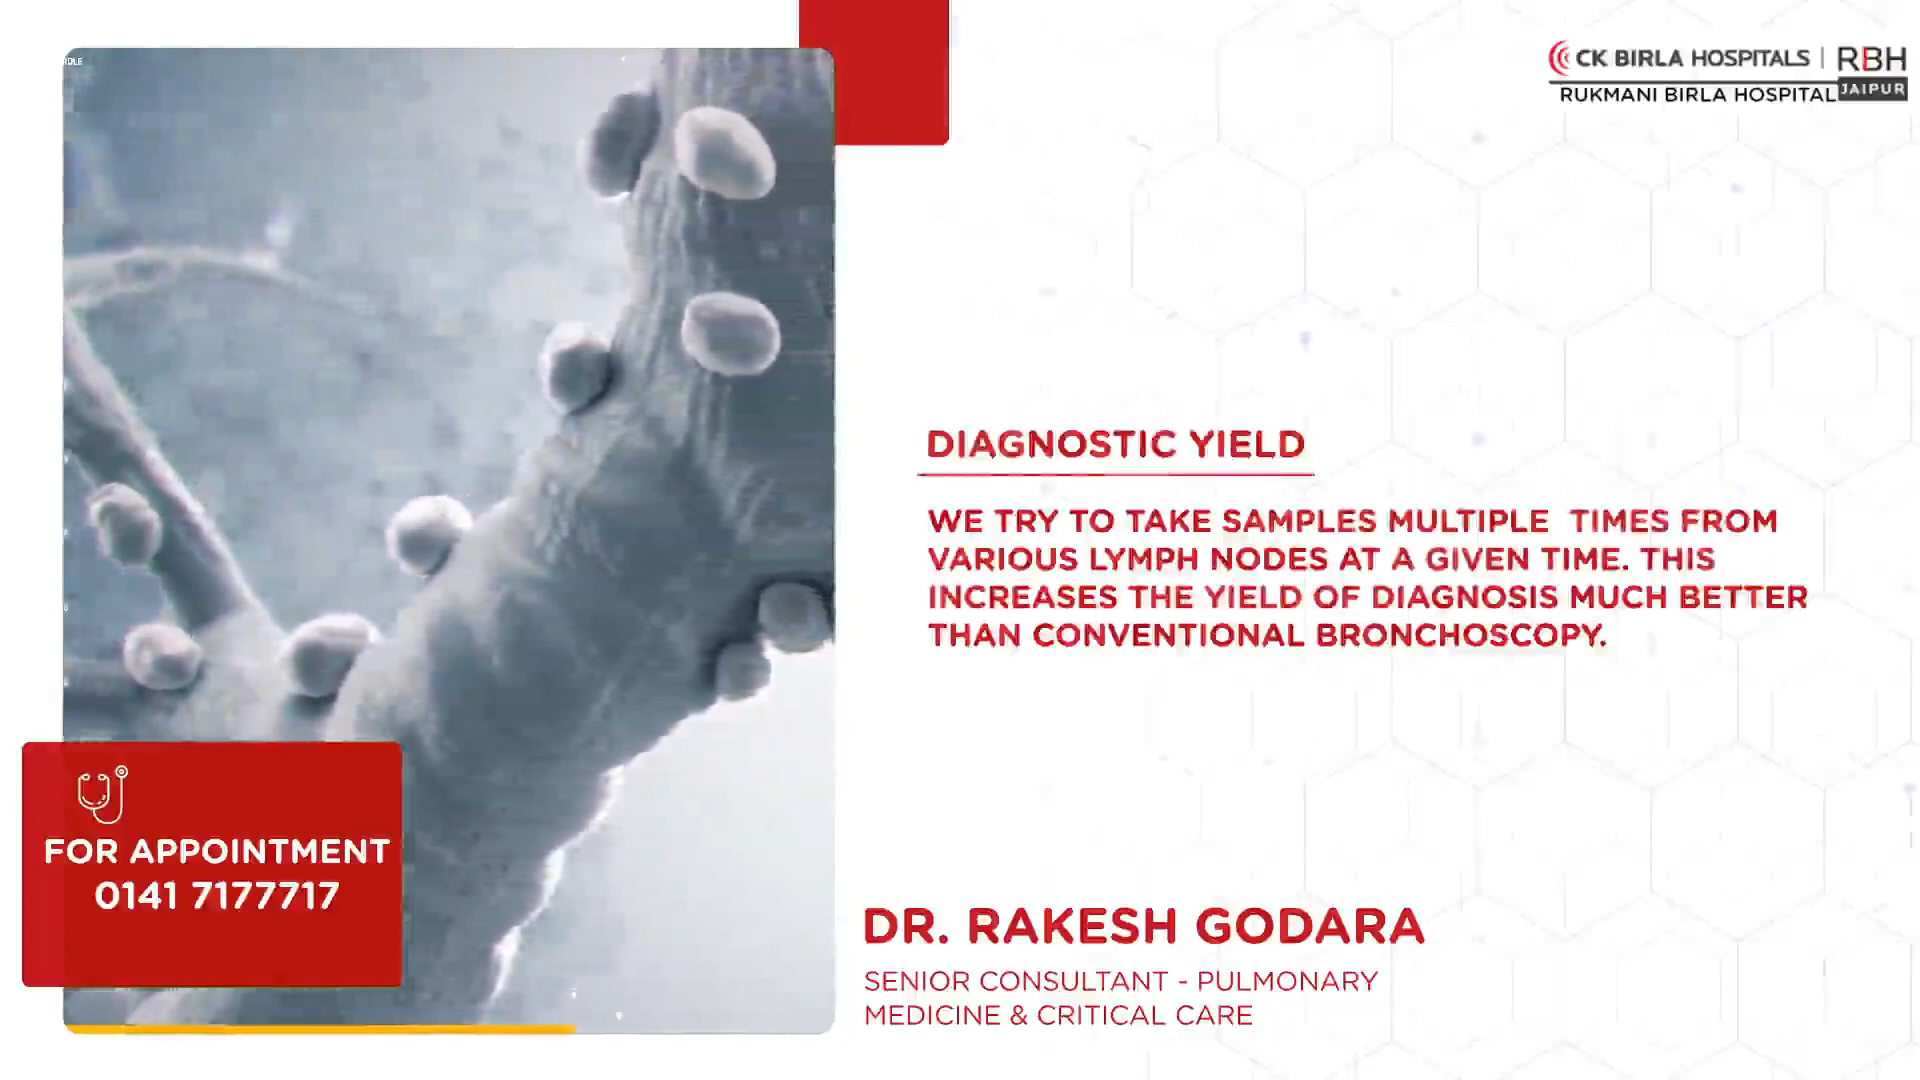 CK BIRLA HOSPITALS | RBH
RUKMANI BIRLA HOSPITAL JAIPUR
DIAGNOSTIC YIELD
WE TRY TO TAKE SAMPLES MULTIPLE TIMES FROM
VARIOUS LYMPH NODES AT A GIVEN TIME. THIS
INCREASES THE YIELD OF DIAGNOSIS MUCH BETTER
THAN CONVENTIONAL BRONCHOSCOPY.
FOR APPOINTMENT
0141 7177717
DR. RAKESH GODARA
SENIOR CONSULTANT - PULMONARY
MEDICINE & CRITICAL CARE